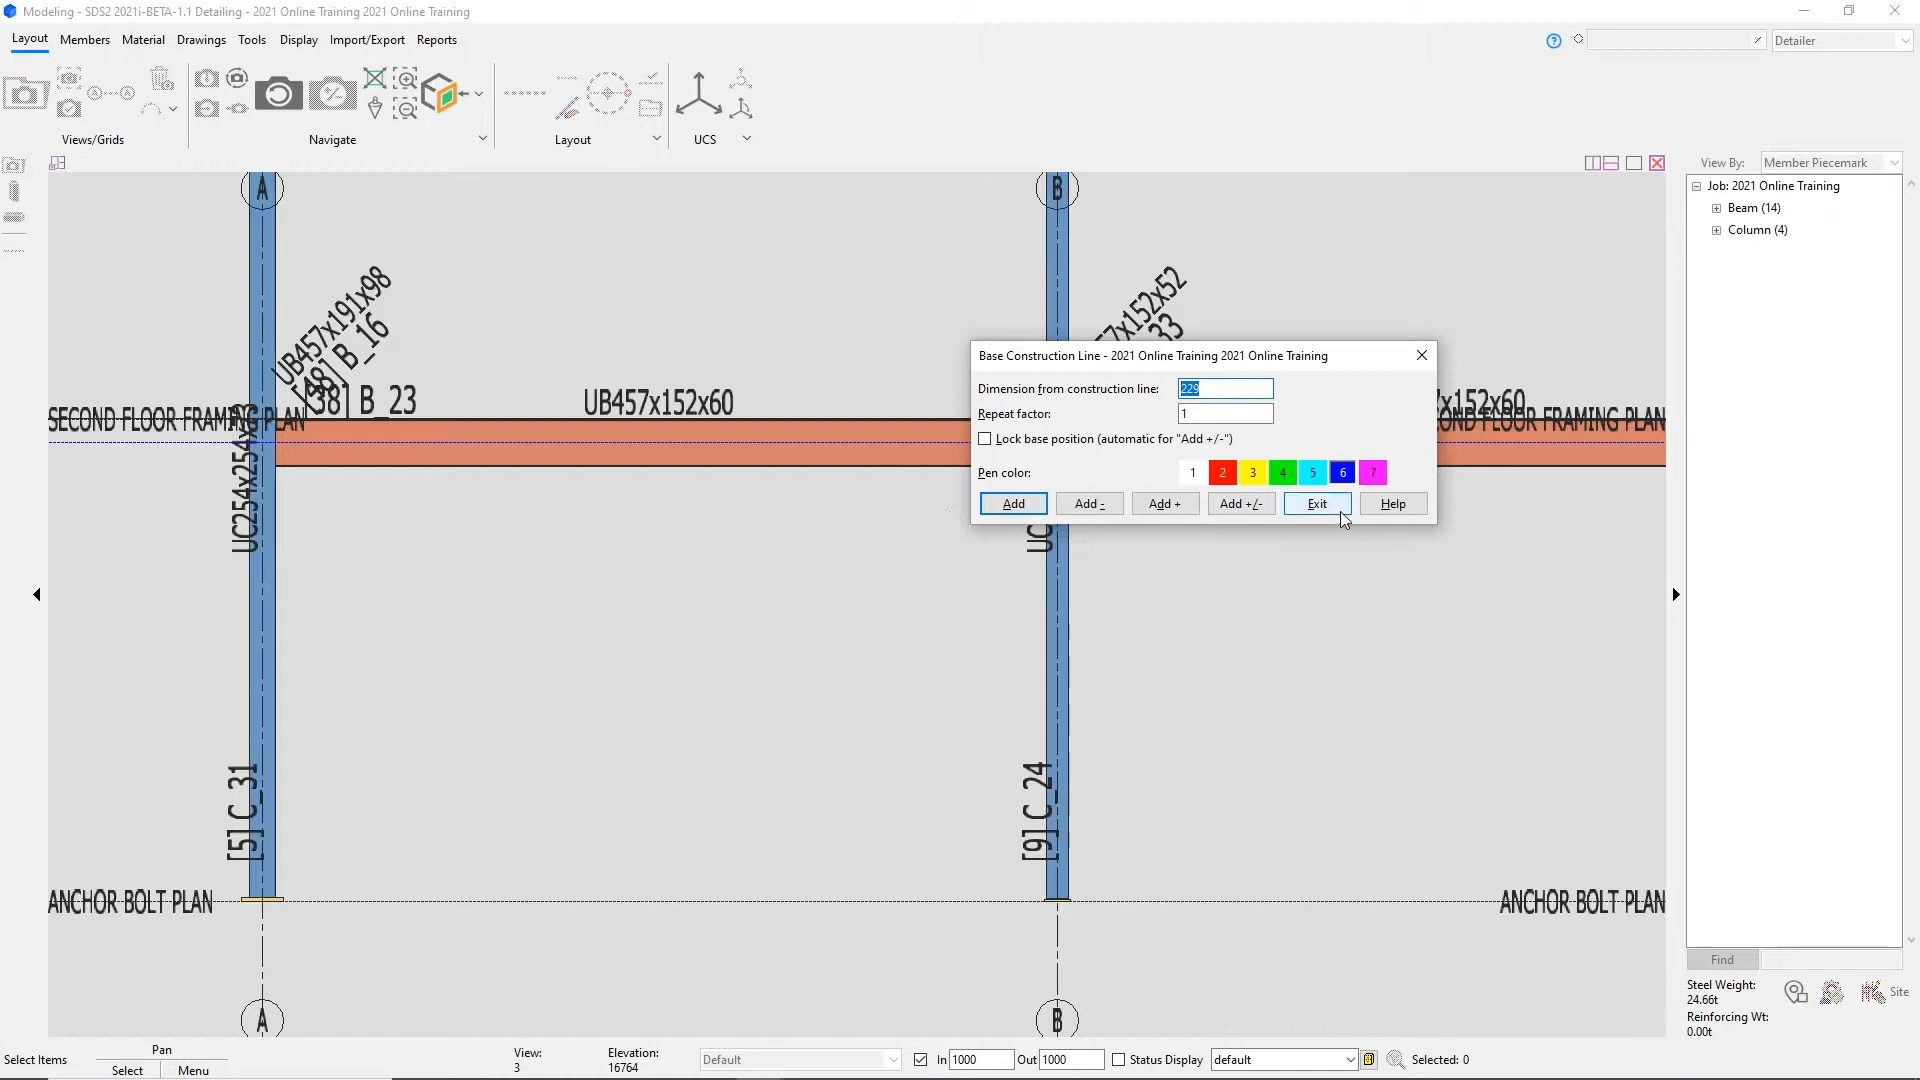 Modeling - SDS2 2021i-BETA-1.1 Detailing - 2021 Online Training 2021 Online Training
Layout Members Material Drawings Tools Display Import/Export Reports
Detailer
Views/Grids Navigate Layout UCS
View By: Member Piecemark
Job: 2021 Online Training
Beam (14)
Column (4)
A B
UB457x191x98
[48] B_16
7x152x52
33
[38] B_23
UB457x152x60
7x152x60
SECOND FLOOR FRAMING PLAN
OND FLOOR FRAMING PLAN
UC254x254x73
UC
Base Construction Line - 2021 Online Training 2021 Online Training
Dimension from construction line: 229
Repeat factor: 1
Lock base position (automatic for "Add +/-")
Pen color: 1 2 3 4 5 6 7
Add Add - Add + Add +/- Exit Help
[5] C_31
[9] C_24
ANCHOR BOLT PLAN ANCHOR BOLT PLAN
A B
Find
Steel Weight:
24.66t
Site
Reinforcing Wt:
0.00t
Select Items
Pan
Select Menu
View:
3
Elevation:
16764
Default In 1000 Out 1000 Status Display default Selected: 0